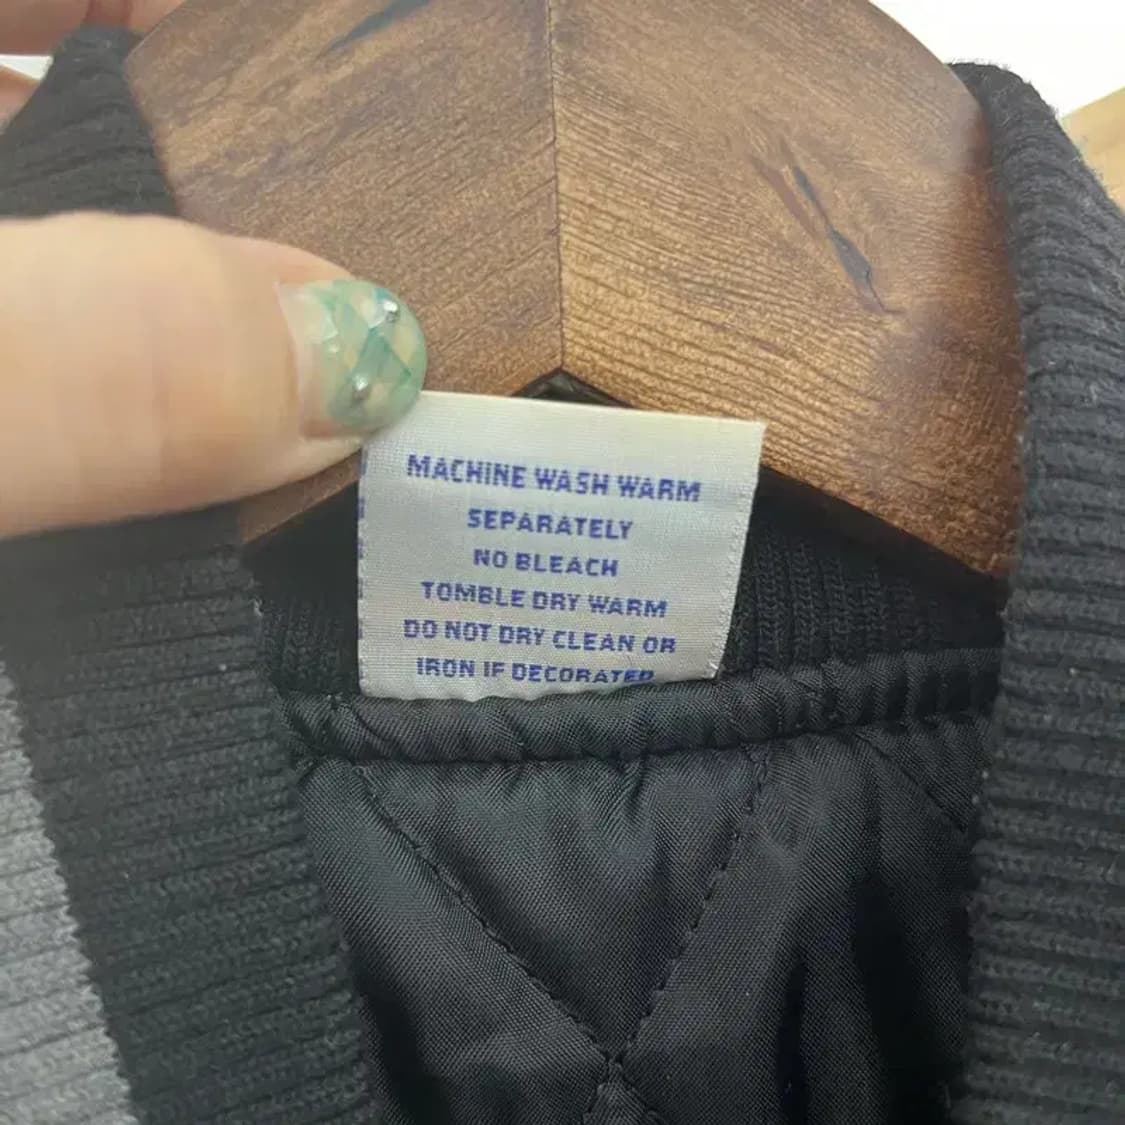 MACHINE WASH WARM
SEPARATELY
NO BLEACH
TOMBLE DRY WARM
DO NOT DRY CLEAN OR
IRON IF DECORATED